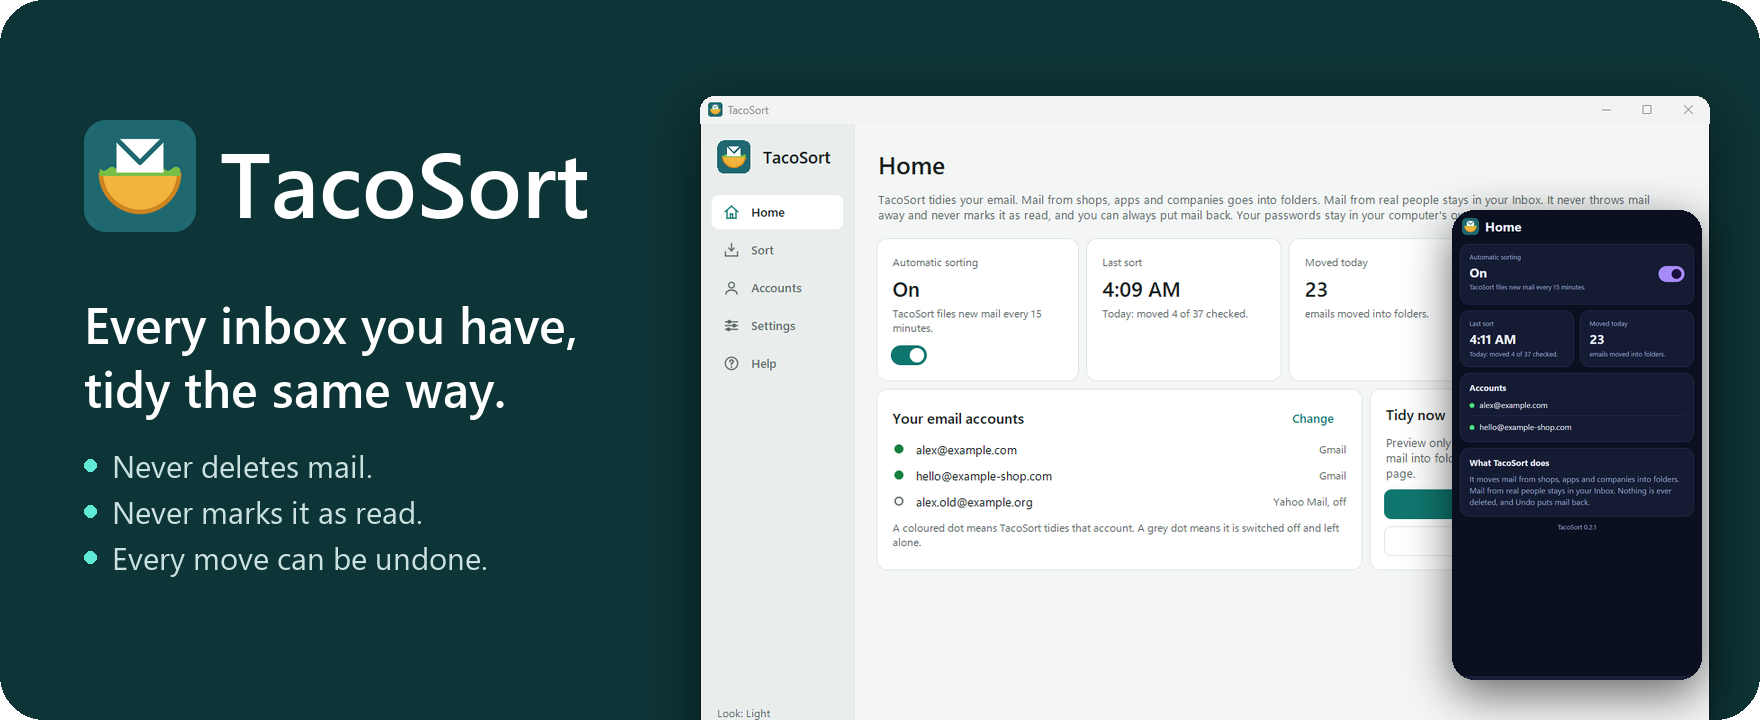 TacoSort
Every inbox you have,
tidy the same way.
Never deletes mail.
Never marks it as read.
Every move can be undone.
TacoSort
TacoSort
Home
Sort
Accounts
Settings
Help
Look: Light
Home
TacoSort tidies your email. Mail from shops, apps and companies goes into folders. Mail from real people stays in your Inbox. It never throws mail
away and never marks it as read, and you can always put mail back. Your passwords stay in your computer's
Automatic sorting
On
TacoSort files new mail every 15
minutes.
Last sort
4:09 AM
Today: moved 4 of 37 checked.
Moved today
23
emails moved into folders.
Your email accounts
Change
alex@example.com
Gmail
hello@example-shop.com
Gmail
alex.old@example.org
Yahoo Mail, off
A coloured dot means TacoSort tidies that account. A grey dot means it is switched off and left
alone.
Tidy now
Preview only
mail into
page.
Home
Automatic sorting
On
TacoSort files new mail every 15 minutes.
Last sort
4:11 AM
Today: moved 4 of 37 checked.
Moved today
23
emails moved into folders.
Accounts
alex@example.com
hello@example-shop.com
What TacoSort does
It moves mail from shops, apps and companies into folders.
Mail from real people stays in your Inbox. Nothing is ever
deleted, and Undo puts mail back.
TacoSort 0.2.1